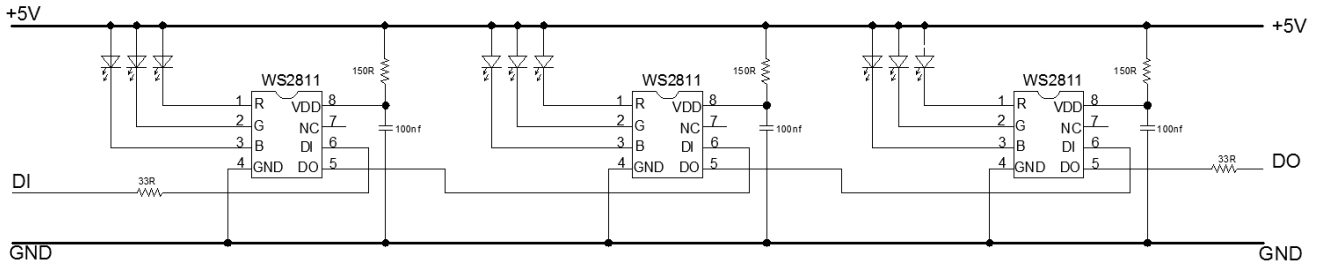 +5V +5V
150R 150R 150R
WS2811 WS2811 WS2811
1 R VDD 8 1 R VDD 8 1 R VDD 8
2 G NC 7 100nf 2 G NC 7 100nf 2 G NC 7 100nf
3 B DI 6 3 B DI 6 3 B DI 6
4 GND DO 5 4 GND DO 5 4 GND DO 5 33R DO
DI 33R
GND GND